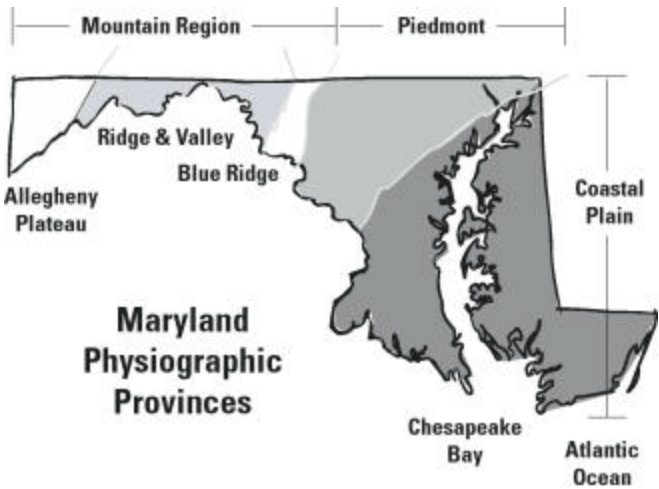 Mountain Region
Piedmont
Ridge & Valley
Blue Ridge
Allegheny
Plateau
Coastal
Plain
Maryland
Physiographic
Provinces
Chesapeake
Bay
Atlantic
Ocean